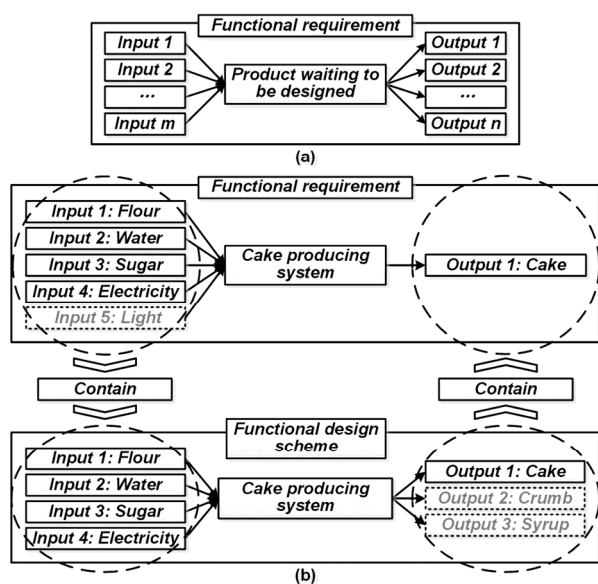 Functional requirement
Input 1
Input 2
...
Input m
Product waiting to
be designed
Output 1
Output 2
...
Output n
(a)
Functional requirement
Input 1: Flour
Input 2: Water
Input 3: Sugar
Input 4: Electricity
Input 5: Light
Cake producing
system
Output 1: Cake
Contain
Contain
Functional design
scheme
Input 1: Flour
Input 2: Water
Input 3: Sugar
Input 4: Electricity
Cake producing
system
Output 1: Cake
Output 2: Crumb
Output 3: Syrup
(b)